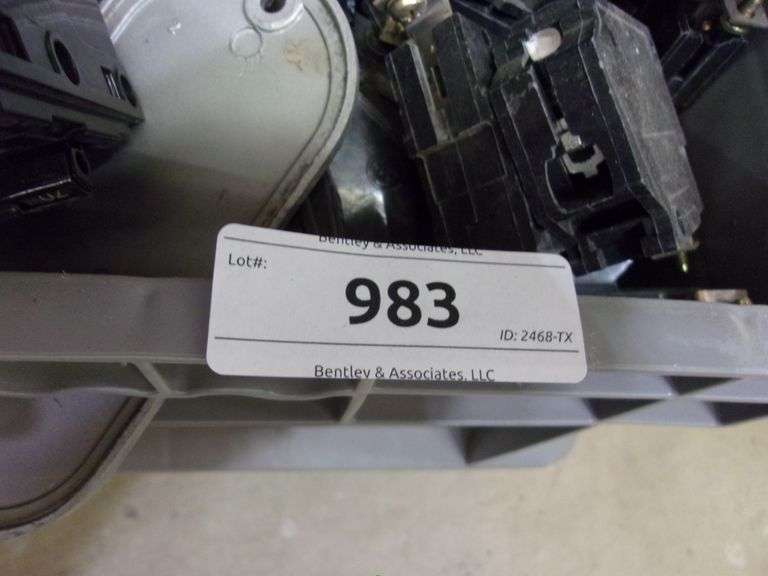 Bentley & Associates, LLC
Lot#:
983
ID: 2468-TX
Bentley & Associates, LLC